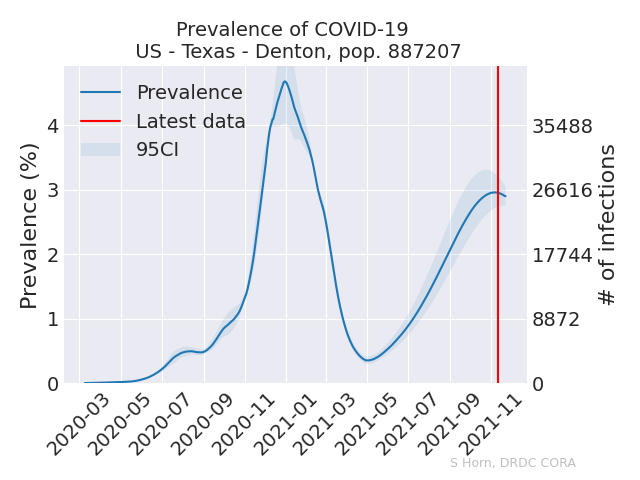 Prevalence of COVID-19
US - Texas - Denton, pop. 887207
Prevalence
Latest data
95CI
Prevalence (%)
4
3
2
1
0
35488
26616
17744
8872
0
# of infections
2020-03
2020-05
2020-07
2020-09
2020-11
2021-01
2021-03
2021-05
2021-07
2021-09
2021-11
S Horn, DRDC CORA